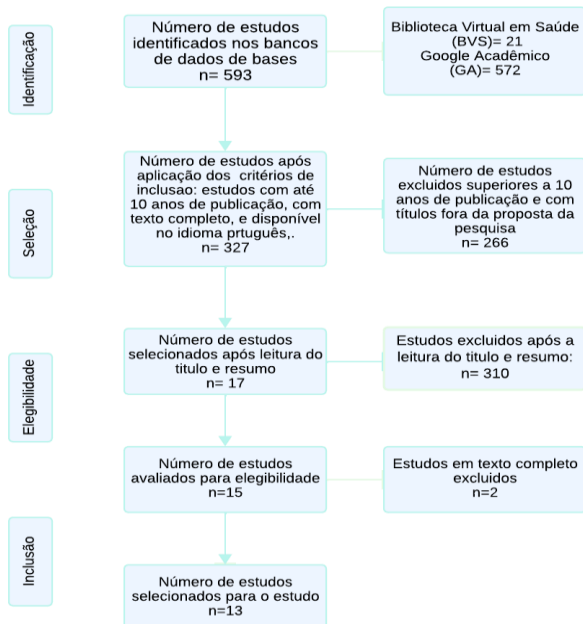 Identificação
Número de estudos
identificados nos bancos
de dados de bases
n= 593
Biblioteca Virtual em Saúde
(BVS)= 21
Google Acadêmico
(GA)= 572
Seleção
Número de estudos após
aplicação dos critérios de
inclusao: estudos com até
10 anos de publicação, com
texto completo, e disponível
no idioma prtuguês,.
n= 327
Número de estudos
excluidos superiores a 10
anos de publicação e com
títulos fora da proposta da
pesquisa
n= 266
Elegibilidade
Número de estudos
selecionados após leitura do
titulo e resumo
n= 17
Estudos excluidos após a
leitura do titulo e resumo:
n= 310
Número de estudos
avaliados para elegibilidade
n=15
Estudos em texto completo
excluidos
n=2
Inclusão
Número de estudos
selecionados para o estudo
n=13